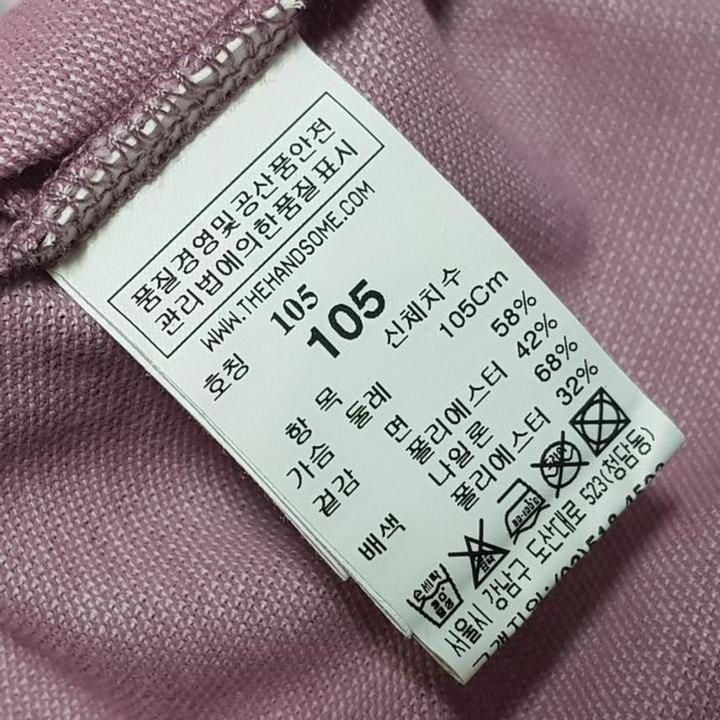 품질경영및공산품안전
관리법에의한품질표시
WWW.THEHANDSOME.COM
호칭 105 105
항 목 신체치수
가슴 둘레 105Cm
겉감 면 58%
폴리에스터 42%
배색 나일론 68%
폴리에스터 32%
손세탁
서울시 강남구 도산대로 523(청담동)